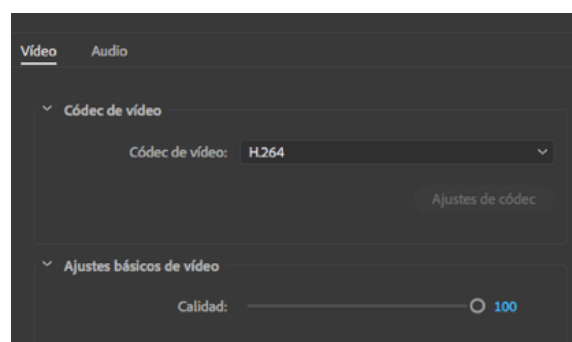 Vídeo Audio
Códec de vídeo
Códec de vídeo: H.264
Ajustes de códec
Ajustes básicos de vídeo
Calidad: 100